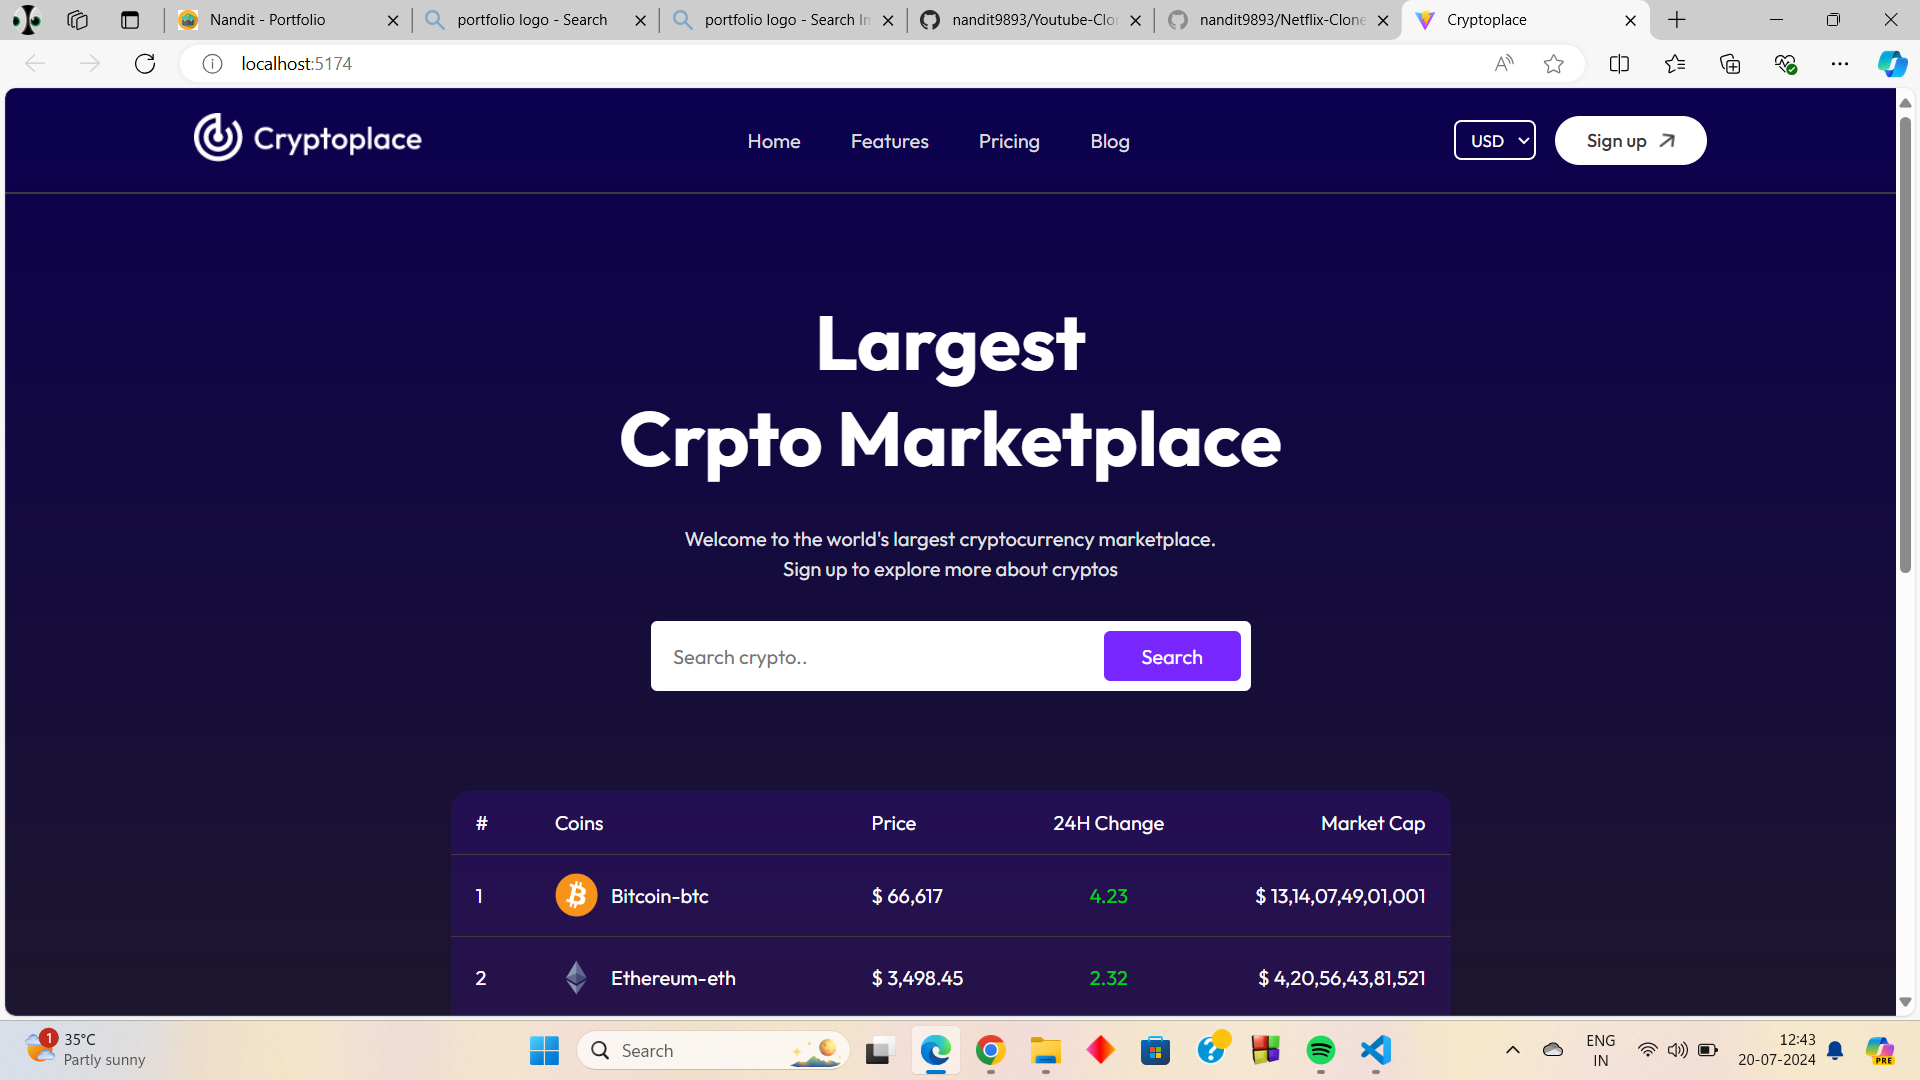 Nandit - Portfolio
portfolio logo - Search
portfolio logo - Search In
nandit9893/Youtube-Clon
nandit9893/Netflix-Clone
Cryptoplace
localhost:5174
Cryptoplace
Home
Features
Pricing
Blog
USD
Sign up
Largest
Crpto Marketplace
Welcome to the world's largest cryptocurrency marketplace.
Sign up to explore more about cryptos
Search crypto..
Search
# Coins Price 24H Change Market Cap
1 Bitcoin-btc $ 66,617 4.23 $ 13,14,07,49,01,001
2 Ethereum-eth $ 3,498.45 2.32 $ 4,20,56,43,81,521
1
35°C
Partly sunny
Search
ENG
IN
12:43
20-07-2024
PRE